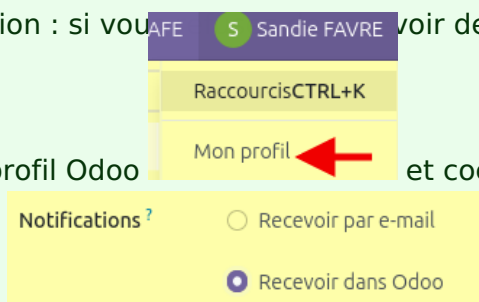 ion : si vou
AFE S Sandie FAVRE
voir de
RaccourcisCTRL+K
Mon profil
profil Odoo
et coc
Notifications ?
Recevoir par e-mail
Recevoir dans Odoo